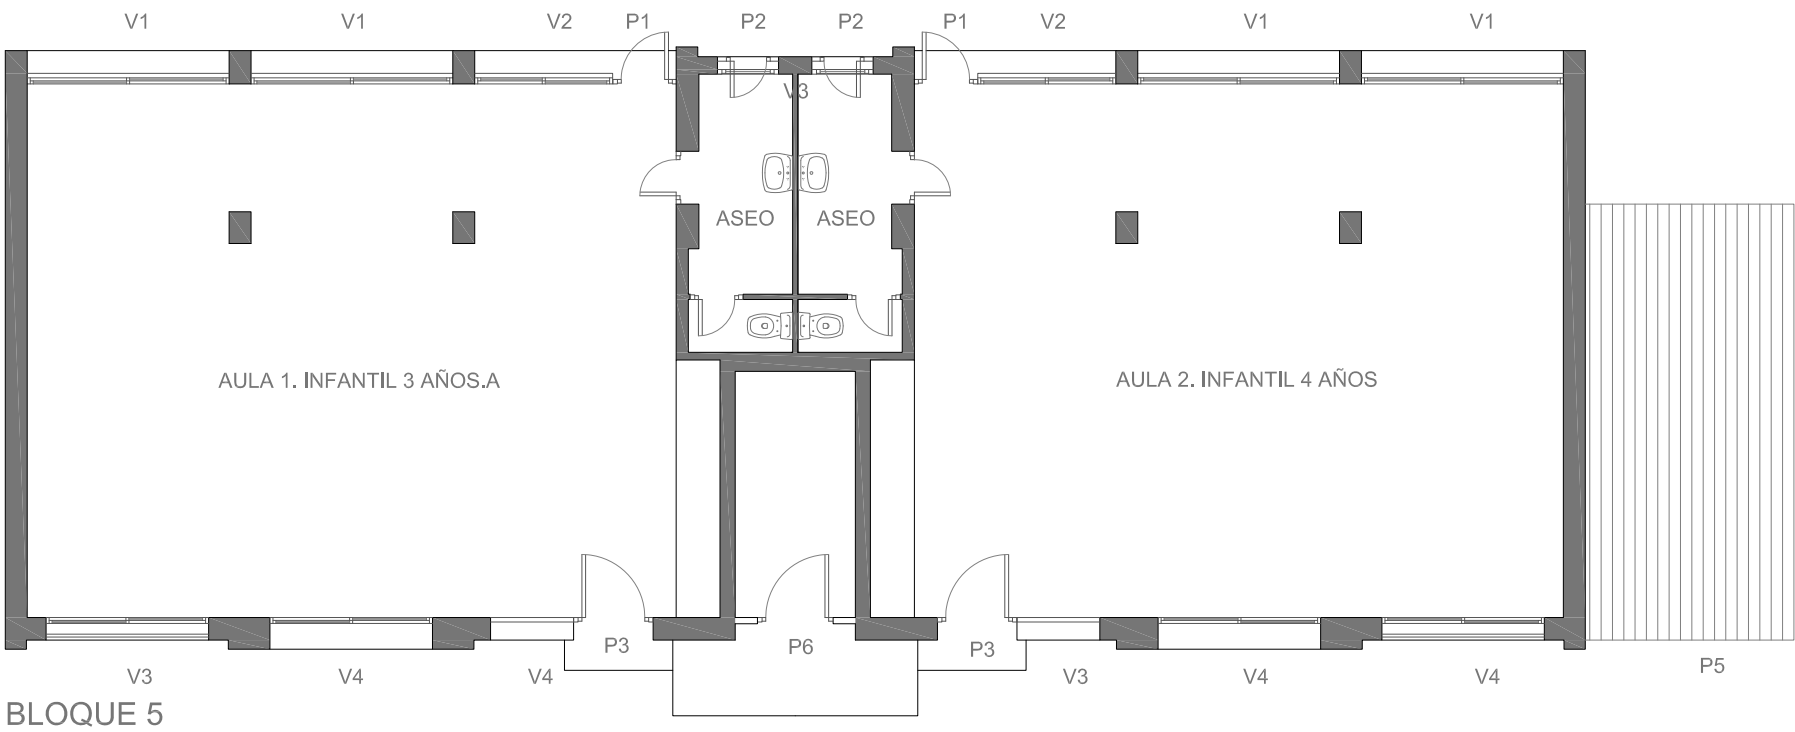 V1 V1 V2 P1 P2 P2 P1 V2 V1 V1
V3
ASEO ASEO
AULA 1. INFANTIL 3 AÑOS.A AULA 2. INFANTIL 4 AÑOS
P3 P6 P3
P5
V3 V4 V4 V3 V4 V4
BLOQUE 5